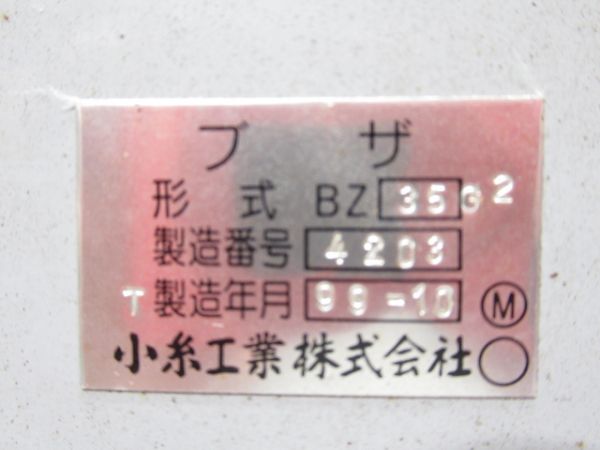 ブザ
形式 BZ 35G2
製造番号 4203
T 製造年月 99-10 Ⓜ
小糸工業株式会社